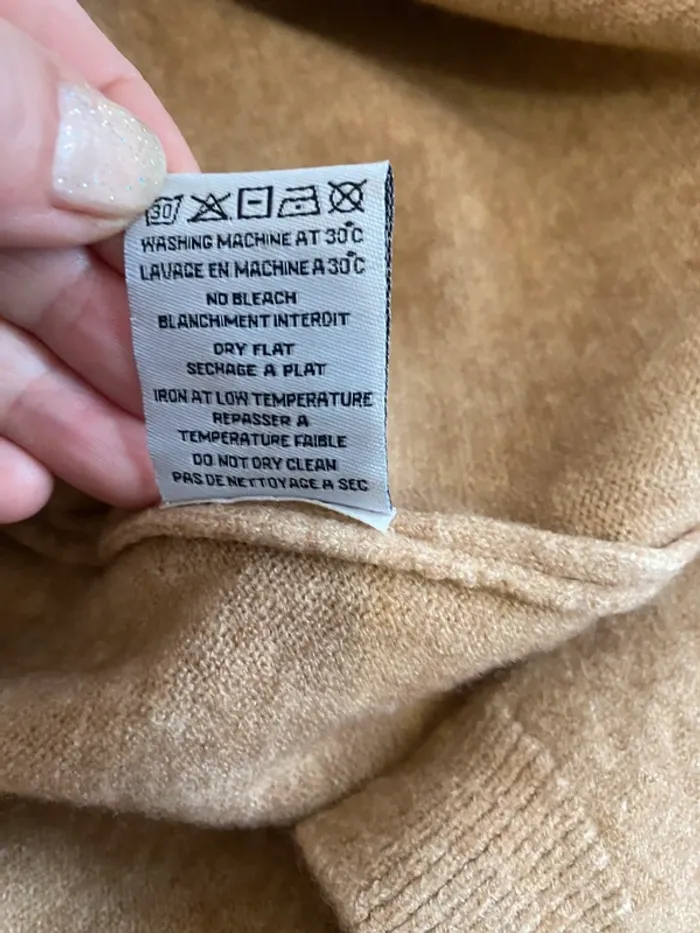 30
WASHING MACHINE AT 30°C
LAVAGE EN MACHINE A 30°C
NO BLEACH
BLANCHIMENT INTERDIT
DRY FLAT
SECHAGE A PLAT
IRON AT LOW TEMPERATURE
REPASSER A
TEMPERATURE FAIBLE
DO NOT DRY CLEAN
PAS DE NETTOYAGE A SEC